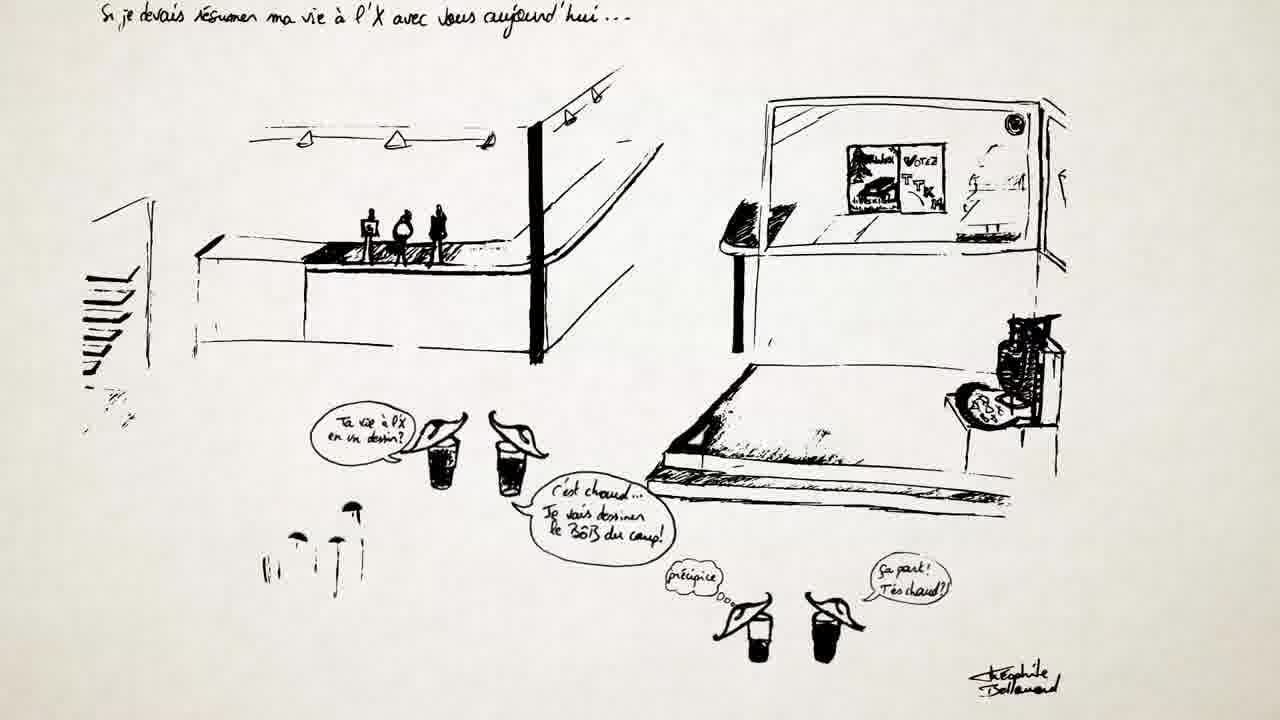 Si je devais résumer ma vie à l'X avec vous aujourd'hui...
VOTEZ
TTK
Ta vie à l'X
en un dessin?
c'est chaud...
Je vais dessiner
le BôB du coup!
précipice
ça part!
T'es chaud?
Théophile